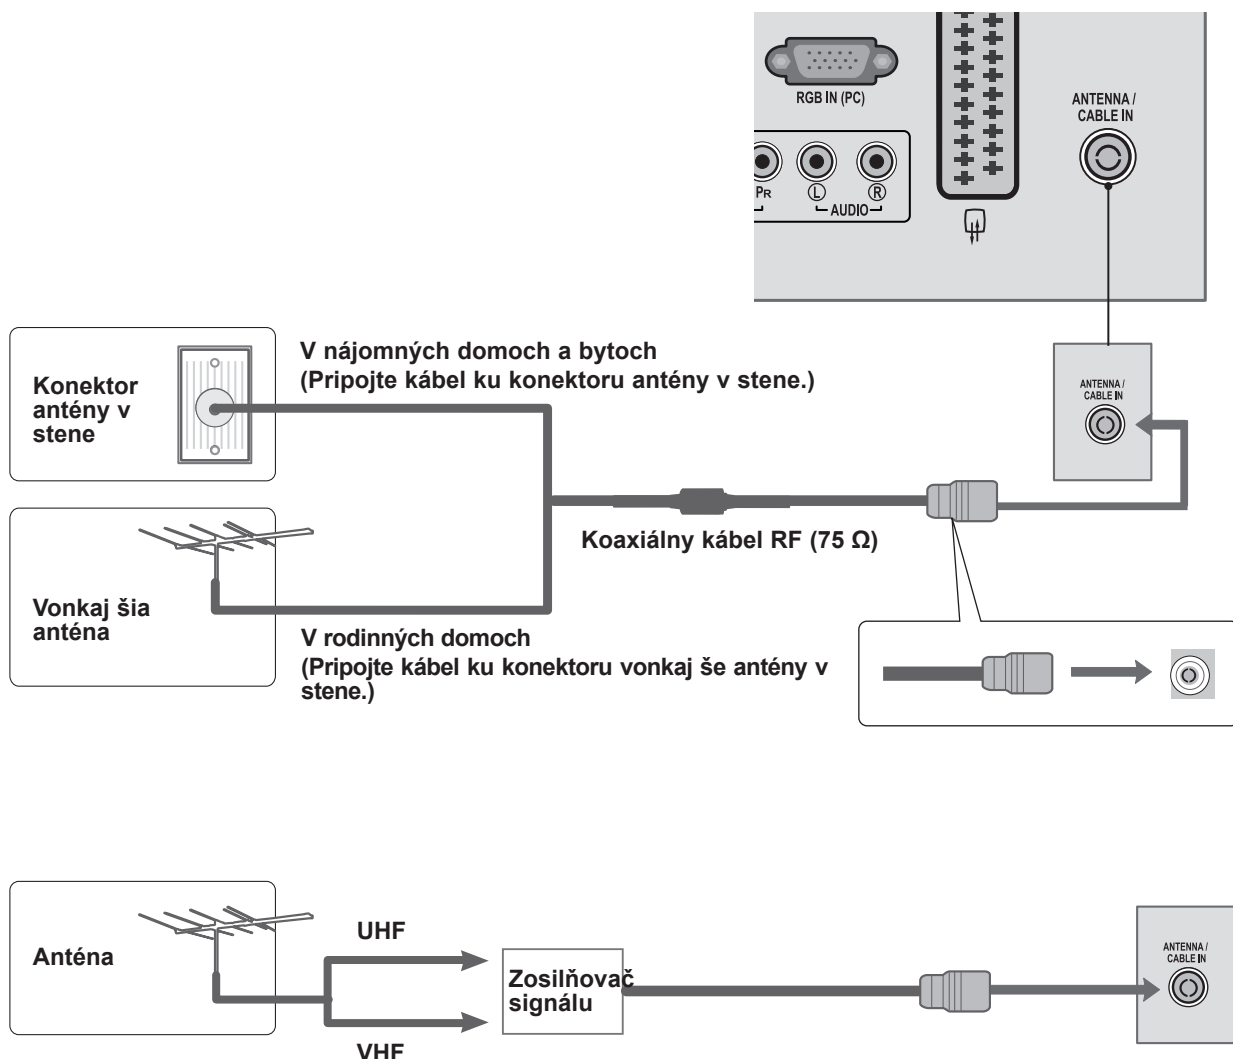 RGB IN (PC)
ANTENNA /
CABLE IN
PR
L
R
AUDIO
V nájomných domoch a bytoch
(Pripojte kábel ku konektoru antény v stene.)
Konektor
antény v
stene
ANTENNA /
CABLE IN
Koaxiálny kábel RF (75 Ω)
Vonkaj šia
anténa
V rodinných domoch
(Pripojte kábel ku konektoru vonkaj še antény v
stene.)
Anténa
UHF
Zosilňovač
signálu
VHF
ANTENNA /
CABLE IN